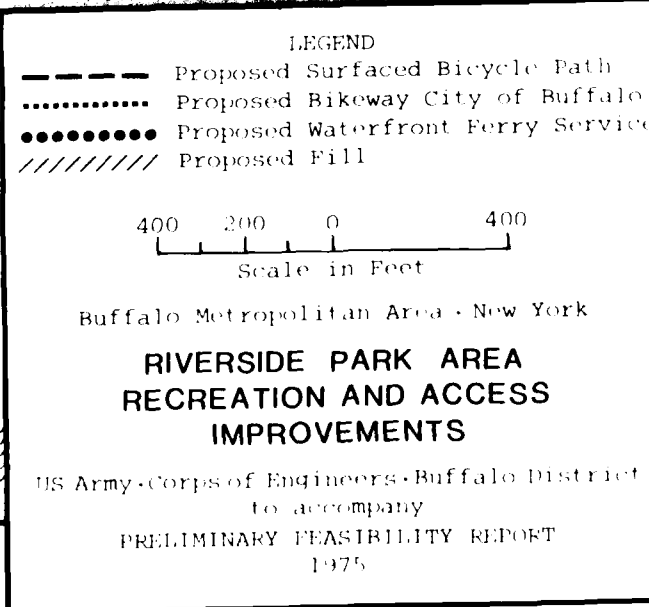 LEGEND
Proposed Surfaced Bicycle Path
Proposed Bikeway City of Buffalo
Proposed Waterfront Ferry Service
Proposed Fill
400 200 0 400
Scale in Feet
Buffalo Metropolitan Area · New York
RIVERSIDE PARK AREA
RECREATION AND ACCESS
IMPROVEMENTS
US Army · Corps of Engineers · Buffalo District
to accompany
PRELIMINARY FEASIBILITY REPORT
1975